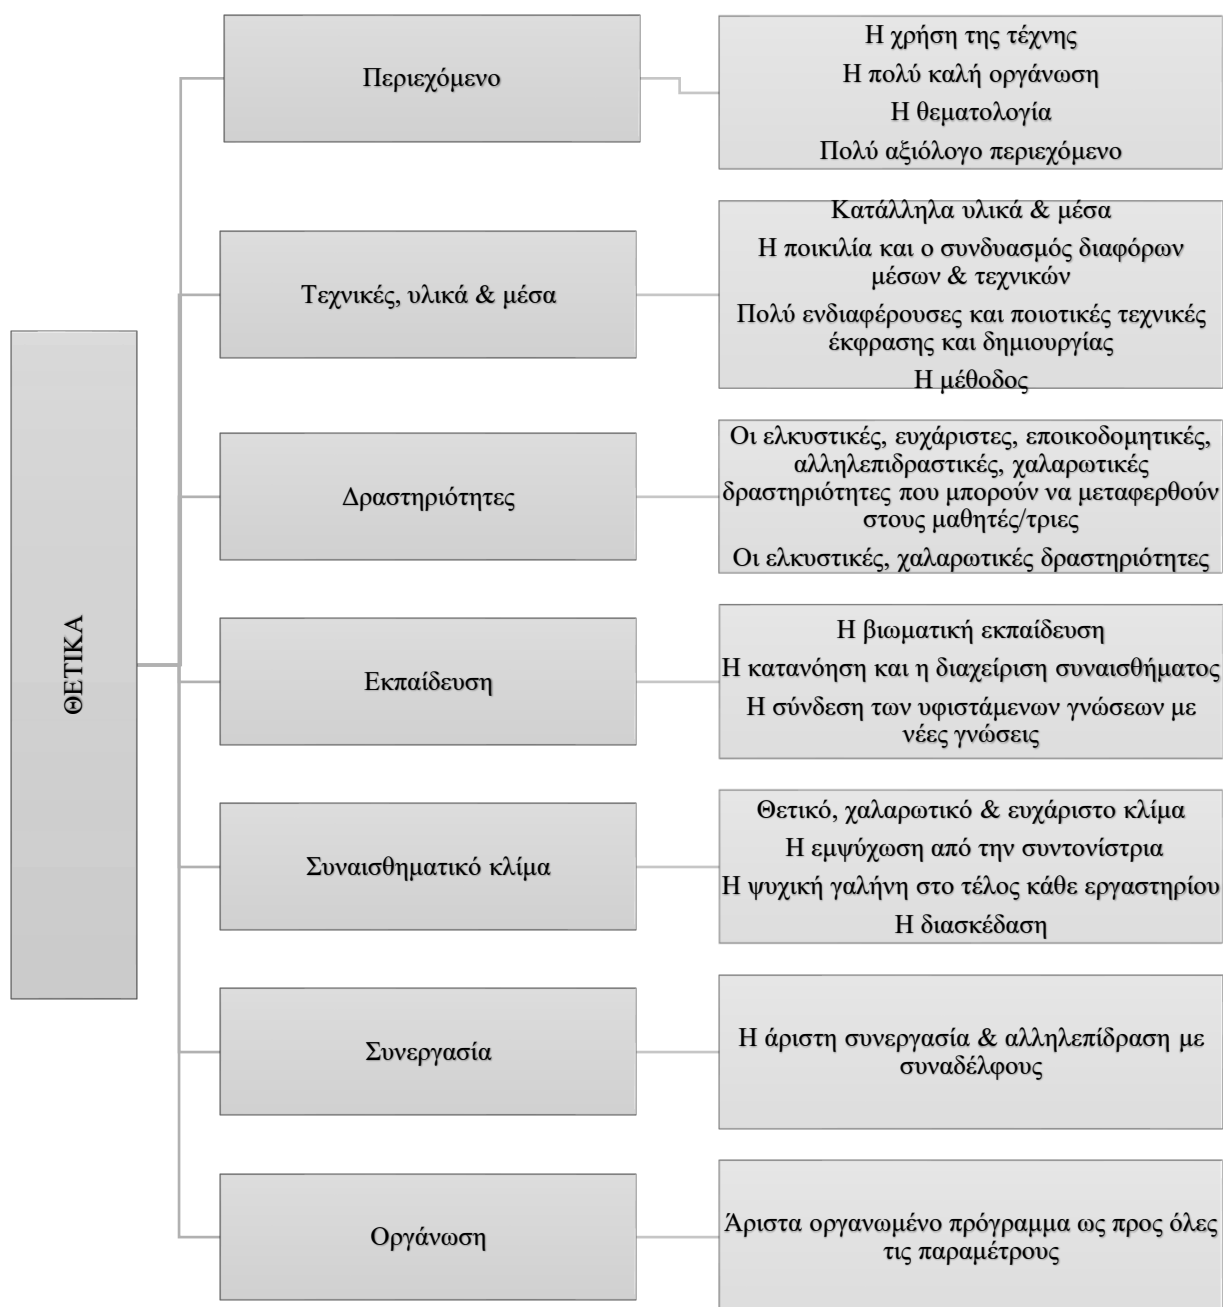 ΘΕΤΙΚΑ
Περιεχόμενο
Η χρήση της τέχνης
Η πολύ καλή οργάνωση
Η θεματολογία
Πολύ αξιόλογο περιεχόμενο
Τεχνικές, υλικά & μέσα
Κατάλληλα υλικά & μέσα
Η ποικιλία και ο συνδυασμός διαφόρων
μέσων & τεχνικών
Πολύ ενδιαφέρουσες και ποιοτικές τεχνικές
έκφρασης και δημιουργίας
Η μέθοδος
Δραστηριότητες
Οι ελκυστικές, ευχάριστες, εποικοδομητικές,
αλληλεπιδραστικές, χαλαρωτικές
δραστηριότητες που μπορούν να μεταφερθούν
στους μαθητές/τριες
Οι ελκυστικές, χαλαρωτικές δραστηριότητες
Εκπαίδευση
Η βιωματική εκπαίδευση
Η κατανόηση και η διαχείριση συναισθήματος
Η σύνδεση των υφιστάμενων γνώσεων με
νέες γνώσεις
Συναισθηματικό κλίμα
Θετικό, χαλαρωτικό & ευχάριστο κλίμα
Η εμψύχωση από την συντονίστρια
Η ψυχική γαλήνη στο τέλος κάθε εργαστηρίου
Η διασκέδαση
Συνεργασία
Η άριστη συνεργασία & αλληλεπίδραση με
συναδέλφους
Οργάνωση
Άριστα οργανωμένο πρόγραμμα ως προς όλες
τις παραμέτρους